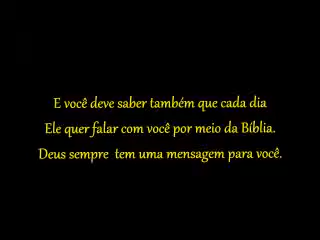 E você deve saber também que cada dia
Ele quer falar com você por meio da Bíblia.
Deus sempre tem uma mensagem para você.